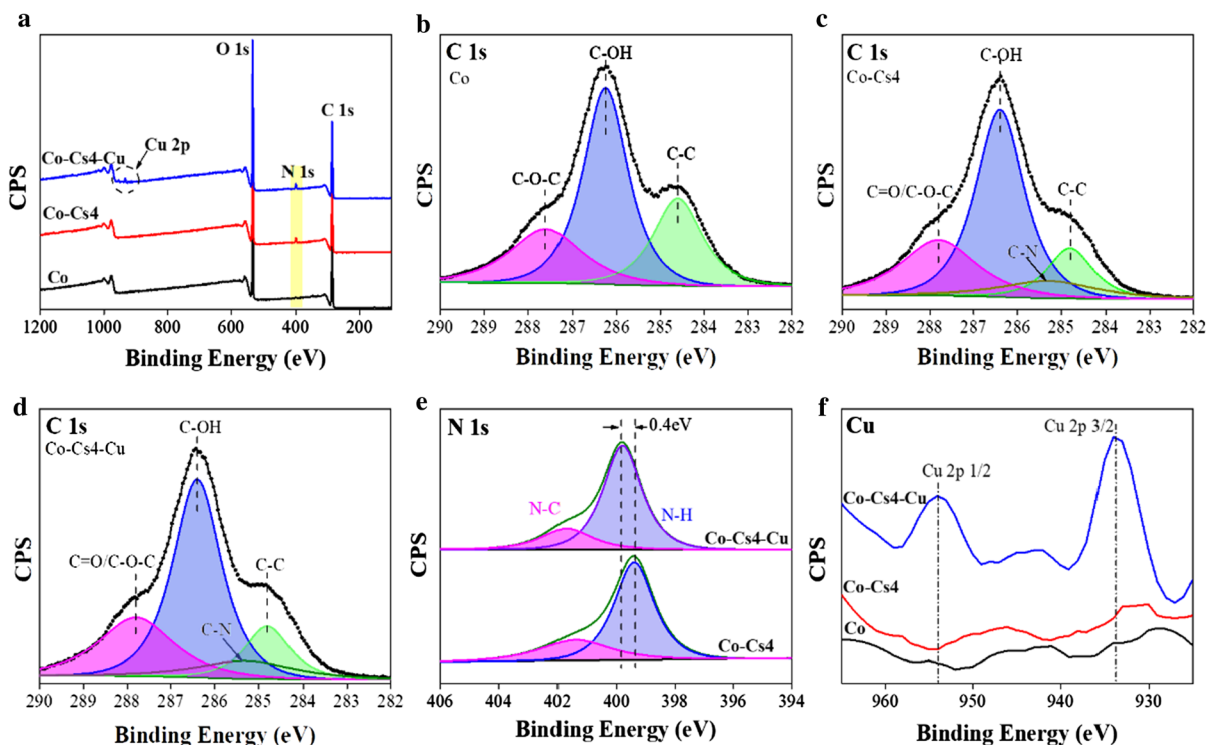 a
O 1s
C 1s
Cu 2p
Co-Cs4-Cu
N 1s
Co-Cs4
Co
CPS
1200 1000 800 600 400 200
Binding Energy (eV)
b
C 1s
Co
C-OH
C-C
C-O-C
CPS
290 289 288 287 286 285 284 283 282
Binding Energy (eV)
c
C 1s
Co-Cs4
C-OH
C=O/C-O-C
C-C
C-N
CPS
290 289 288 287 286 285 284 283 282
Binding Energy (eV)
d
C 1s
Co-Cs4-Cu
C-OH
C=O/C-O-C
C-C
C-N
CPS
290 289 288 287 286 285 284 283 282
Binding Energy (eV)
e
N 1s
0.4eV
N-C
N-H
Co-Cs4-Cu
Co-Cs4
CPS
406 404 402 400 398 396 394
Binding Energy (eV)
f
Cu
Cu 2p 3/2
Cu 2p 1/2
Co-Cs4-Cu
Co-Cs4
Co
CPS
960 950 940 930
Binding Energy (eV)